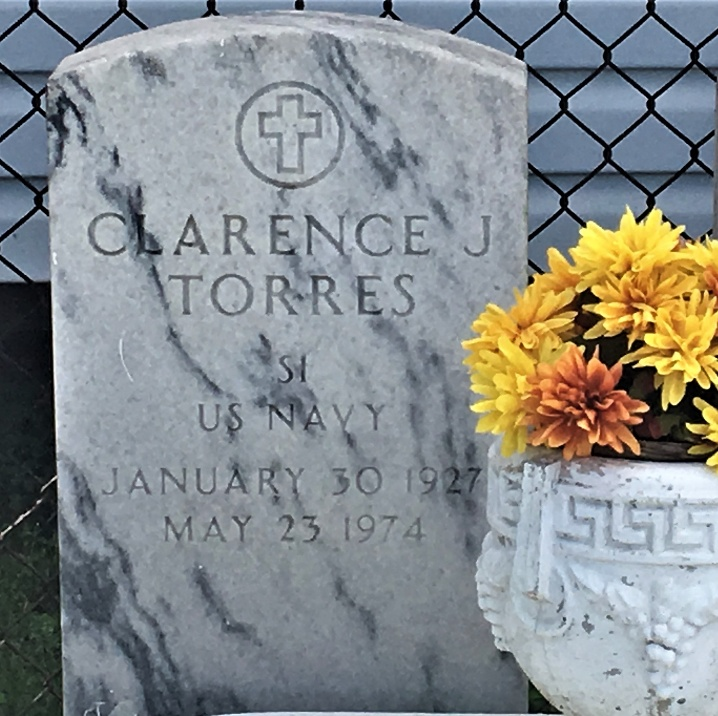 CLARENCE J
TORRES
S1
US NAVY
JANUARY 30 1927
MAY 23 1974